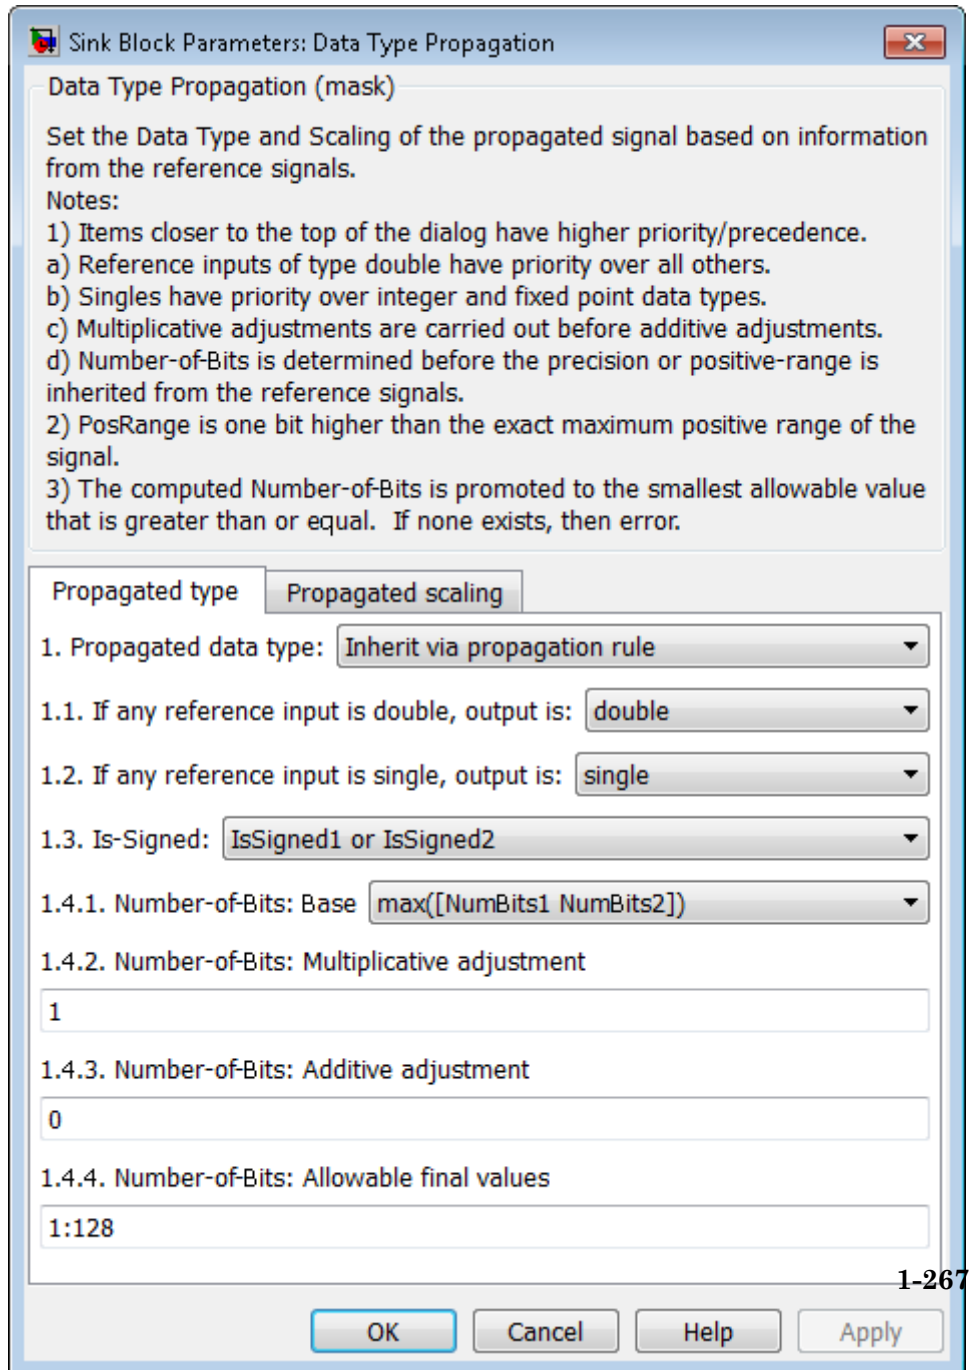 Sink Block Parameters: Data Type Propagation
Data Type Propagation (mask)
Set the Data Type and Scaling of the propagated signal based on information
from the reference signals.
Notes:
1) Items closer to the top of the dialog have higher priority/precedence.
a) Reference inputs of type double have priority over all others.
b) Singles have priority over integer and fixed point data types.
c) Multiplicative adjustments are carried out before additive adjustments.
d) Number-of-Bits is determined before the precision or positive-range is
inherited from the reference signals.
2) PosRange is one bit higher than the exact maximum positive range of the
signal.
3) The computed Number-of-Bits is promoted to the smallest allowable value
that is greater than or equal.  If none exists, then error.
Propagated type Propagated scaling
1. Propagated data type: Inherit via propagation rule
1.1. If any reference input is double, output is: double
1.2. If any reference input is single, output is: single
1.3. Is-Signed: IsSigned1 or IsSigned2
1.4.1. Number-of-Bits: Base max([NumBits1 NumBits2])
1.4.2. Number-of-Bits: Multiplicative adjustment
1
1.4.3. Number-of-Bits: Additive adjustment
0
1.4.4. Number-of-Bits: Allowable final values
1:128
1-267
OK Cancel Help Apply